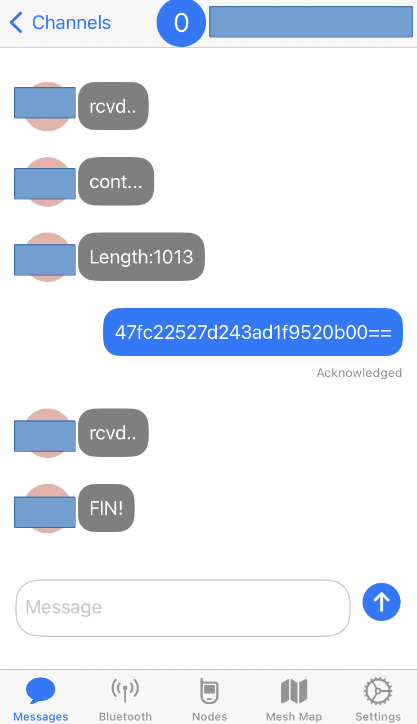 Channels
0
rcvd..
cont...
Length:1013
47fc22527d243ad1f9520b00==
Acknowledged
rcvd..
FIN!
Message
Messages
Bluetooth
Nodes
Mesh Map
Settings